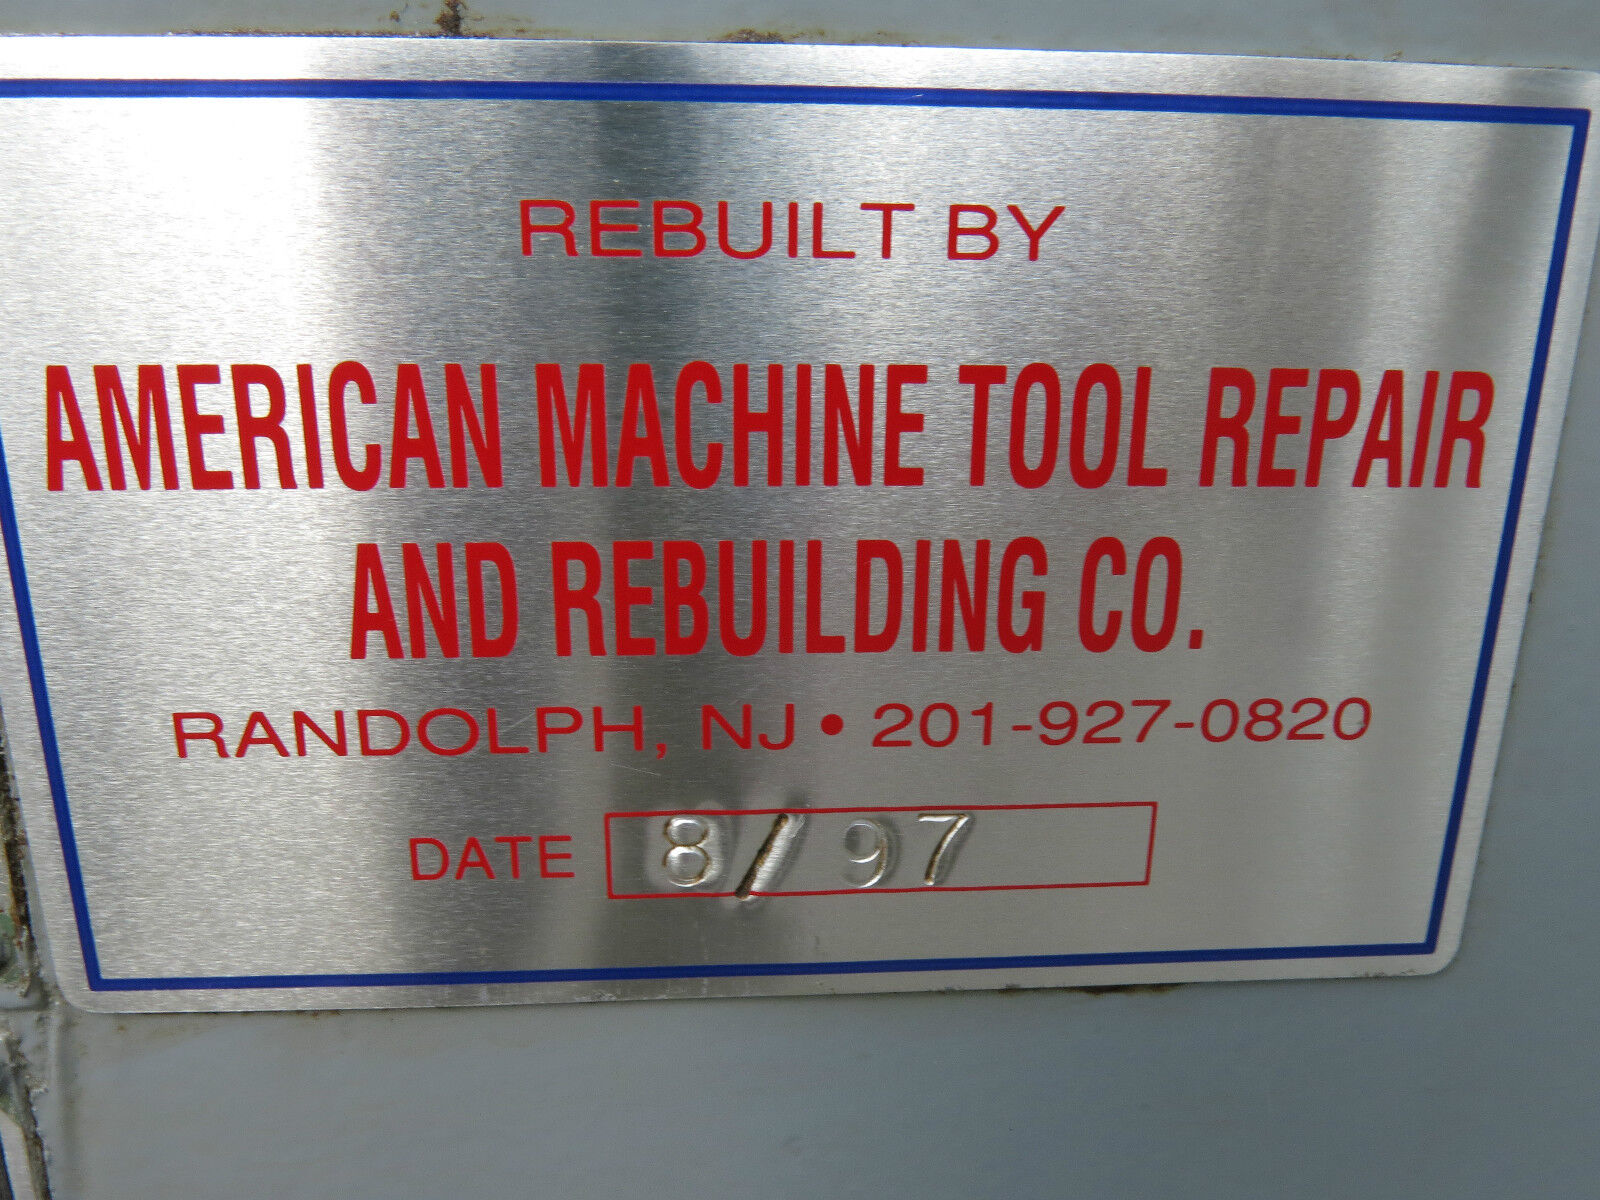 REBUILT BY
AMERICAN MACHINE TOOL REPAIR
AND REBUILDING CO.
RANDOLPH, NJ • 201-927-0820
DATE 8/97